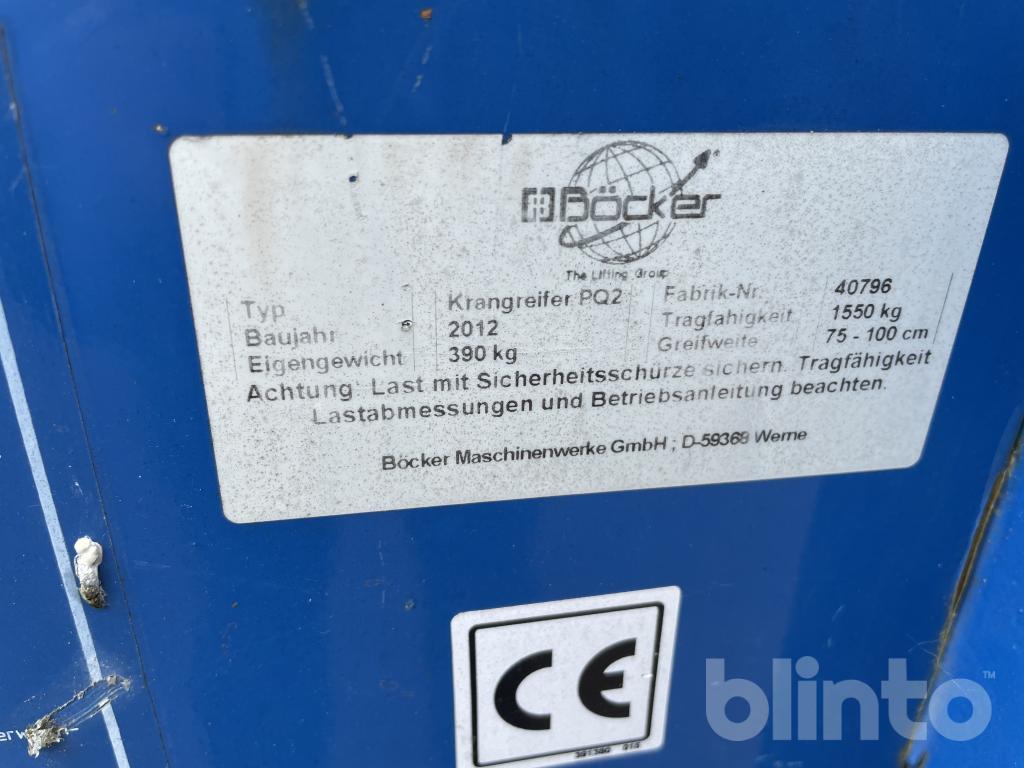 Böcker
The Lifting Group
Typ Krangreifer PQ2 Fabrik-Nr. 40796
Baujahr 2012 Tragfähigkeit 1550 kg
Eigengewicht 390 kg Greifweite 75 - 100 cm
Achtung: Last mit Sicherheitsschürze sichern. Tragfähigkeit
Lastabmessungen und Betriebsanleitung beachten.
Böcker Maschinenwerke GmbH ; D-59368 Werne
CE
blinto™